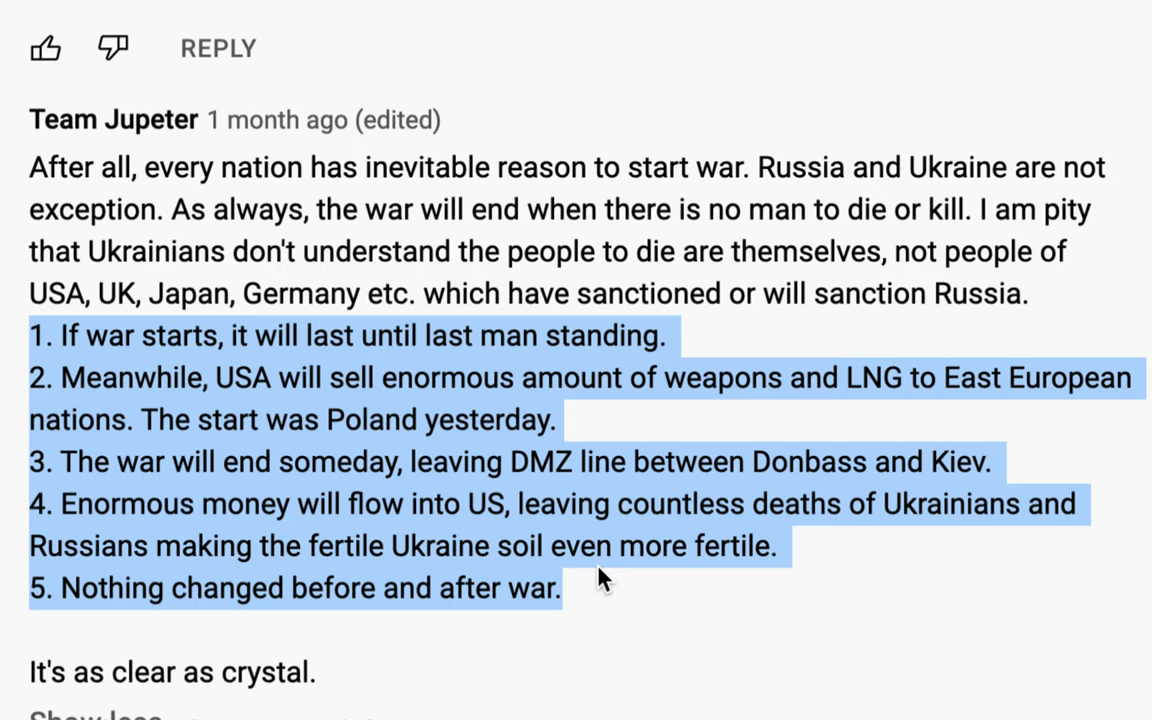 REPLY
Team Jupeter 1 month ago (edited)
After all, every nation has inevitable reason to start war. Russia and Ukraine are not
exception. As always, the war will end when there is no man to die or kill. I am pity
that Ukrainians don't understand the people to die are themselves, not people of
USA, UK, Japan, Germany etc. which have sanctioned or will sanction Russia.
1. If war starts, it will last until last man standing.
2. Meanwhile, USA will sell enormous amount of weapons and LNG to East European
nations. The start was Poland yesterday.
3. The war will end someday, leaving DMZ line between Donbass and Kiev.
4. Enormous money will flow into US, leaving countless deaths of Ukrainians and
Russians making the fertile Ukraine soil even more fertile.
5. Nothing changed before and after war.
It's as clear as crystal.
Show less